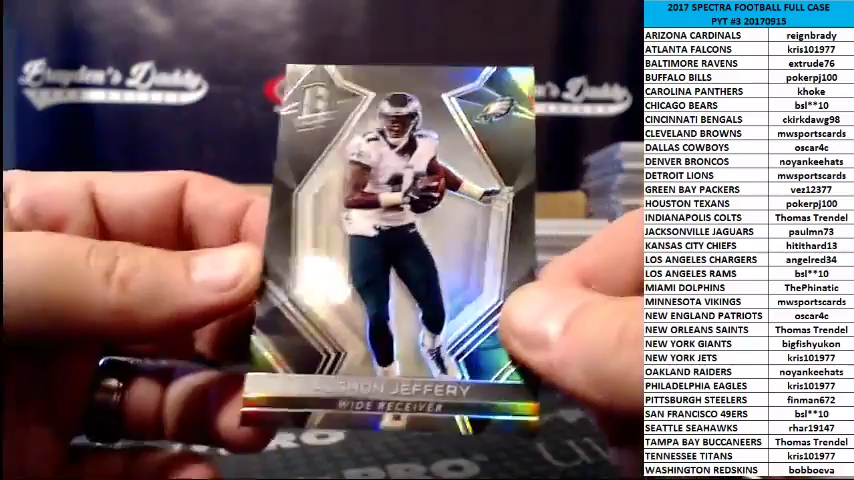 Brayden's Daddy
Brayden's Daddy
JEFFERY
WIDE RECEIVER
2017 SPECTRA FOOTBALL FULL CASE
PYT #3 20170915
ARIZONA CARDINALS reignbrady
ATLANTA FALCONS kris101977
BALTIMORE RAVENS extrude76
BUFFALO BILLS pokerpj100
CAROLINA PANTHERS khoke
CHICAGO BEARS bsl**10
CINCINNATI BENGALS ckirkdawg98
CLEVELAND BROWNS mwsportscards
DALLAS COWBOYS oscar4c
DENVER BRONCOS noyankeehats
DETROIT LIONS mwsportscards
GREEN BAY PACKERS vez12377
HOUSTON TEXANS pokerpj100
INDIANAPOLIS COLTS Thomas Trendel
JACKSONVILLE JAGUARS paulmn73
KANSAS CITY CHIEFS hitithard13
LOS ANGELES CHARGERS angelred34
LOS ANGELES RAMS bsl**10
MIAMI DOLPHINS ThePhinatic
MINNESOTA VIKINGS mwsportscards
NEW ENGLAND PATRIOTS oscar4c
NEW ORLEANS SAINTS Thomas Trendel
NEW YORK GIANTS bigfishyukon
NEW YORK JETS kris101977
OAKLAND RAIDERS noyankeehats
PHILADELPHIA EAGLES kris101977
PITTSBURGH STEELERS finman672
SAN FRANCISCO 49ERS bsl**10
SEATTLE SEAHAWKS rhar19147
TAMPA BAY BUCCANEERS Thomas Trendel
TENNESSEE TITANS kris101977
WASHINGTON REDSKINS bobboeva